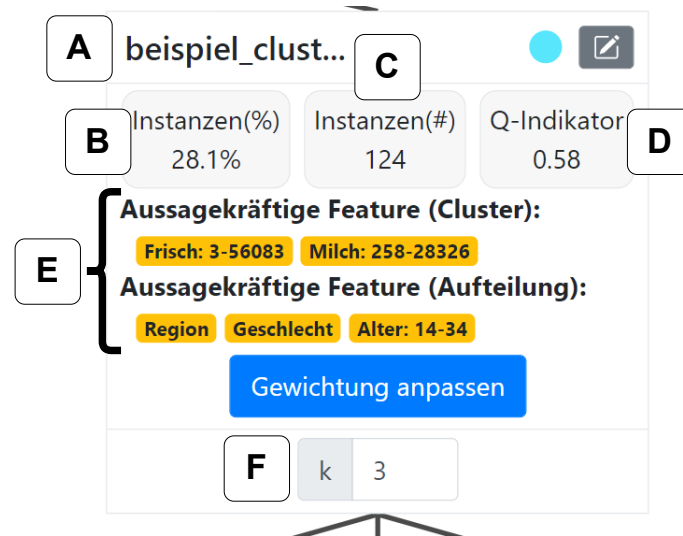 A
beispiel_clust...
C
B
Instanzen(%)
28.1%
Instanzen(#)
124
Q-Indikator
0.58
D
E
Aussagekräftige Feature (Cluster):
Frisch: 3-56083 Milch: 258-28326
Aussagekräftige Feature (Aufteilung):
Region Geschlecht Alter: 14-34
Gewichtung anpassen
F
k 3